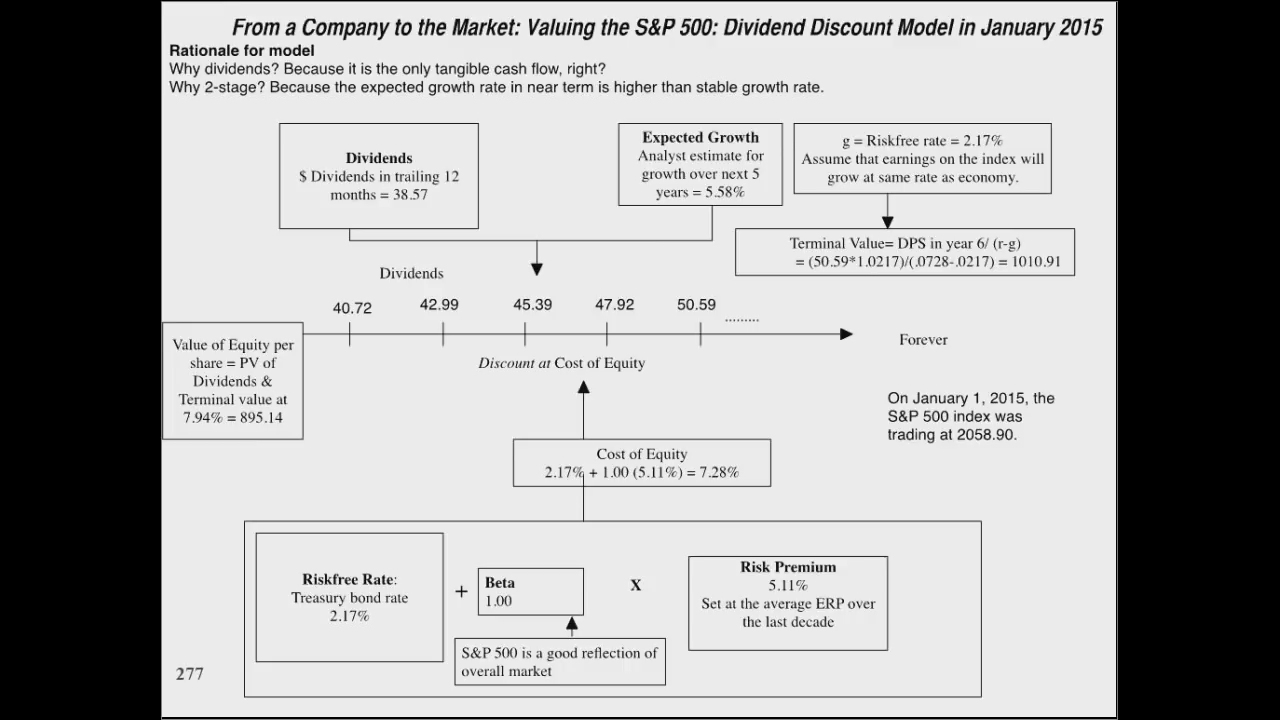 From a Company to the Market: Valuing the S&P 500: Dividend Discount Model in January 2015
Rationale for model
Why dividends? Because it is the only tangible cash flow, right?
Why 2-stage? Because the expected growth rate in near term is higher than stable growth rate.
Dividends
$ Dividends in trailing 12
months = 38.57
Expected Growth
Analyst estimate for
growth over next 5
years = 5.58%
g = Riskfree rate = 2.17%
Assume that earnings on the index will
grow at same rate as economy.
Terminal Value= DPS in year 6/ (r-g)
= (50.59*1.0217)/(.0728-.0217) = 1010.91
Dividends
40.72 42.99 45.39 47.92 50.59 .........
Forever
Value of Equity per
share = PV of
Dividends &
Terminal value at
7.94% = 895.14
Discount at Cost of Equity
On January 1, 2015, the
S&P 500 index was
trading at 2058.90.
Cost of Equity
2.17% + 1.00 (5.11%) = 7.28%
Riskfree Rate:
Treasury bond rate
2.17%
+
Beta
1.00
X
Risk Premium
5.11%
Set at the average ERP over
the last decade
S&P 500 is a good reflection of
overall market
277